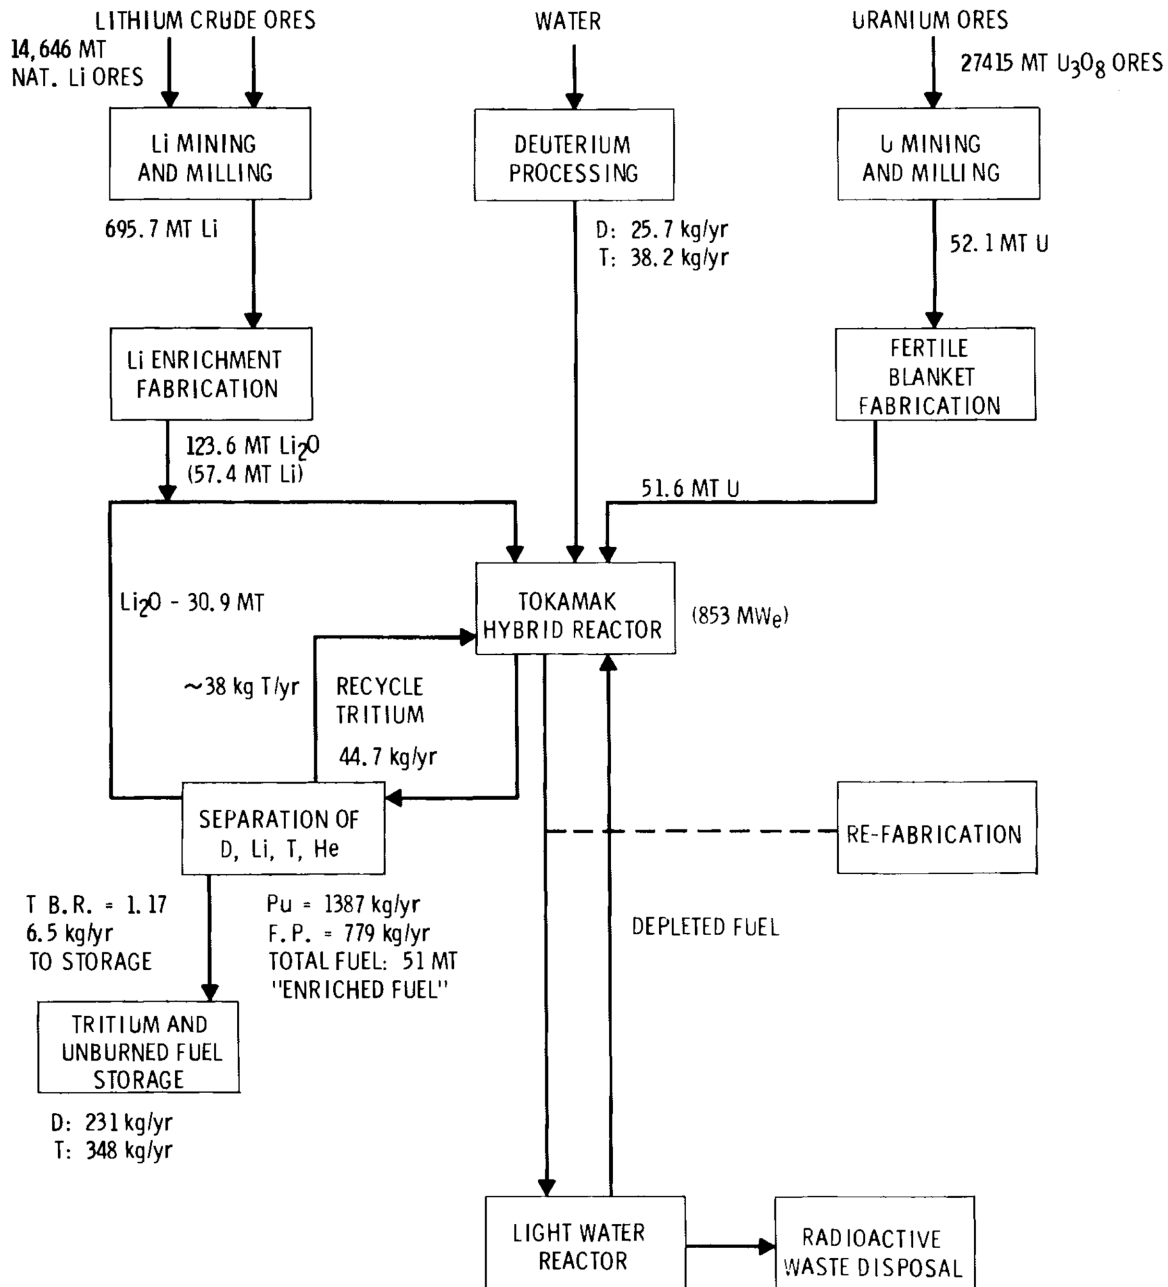 LITHIUM CRUDE ORES
14,646 MT
NAT. Li ORES
WATER
URANIUM ORES
27415 MT U3O8 ORES
Li MINING
AND MILLING
DEUTERIUM
PROCESSING
U MINING
AND MILLING
695.7 MT Li
D: 25.7 kg/yr
T: 38.2 kg/yr
52.1 MT U
Li ENRICHMENT
FABRICATION
FERTILE
BLANKET
FABRICATION
123.6 MT Li2O
(57.4 MT Li)
51.6 MT U
Li2O - 30.9 MT
TOKAMAK
HYBRID REACTOR
(853 MWe)
~38 kg T/yr
RECYCLE
TRITIUM
44.7 kg/yr
SEPARATION OF
D, Li, T, He
RE-FABRICATION
T B.R. = 1.17
6.5 kg/yr
TO STORAGE
Pu = 1387 kg/yr
F.P. = 779 kg/yr
TOTAL FUEL: 51 MT
"ENRICHED FUEL"
DEPLETED FUEL
TRITIUM AND
UNBURNED FUEL
STORAGE
D: 231 kg/yr
T: 348 kg/yr
LIGHT WATER
REACTOR
RADIOACTIVE
WASTE DISPOSAL